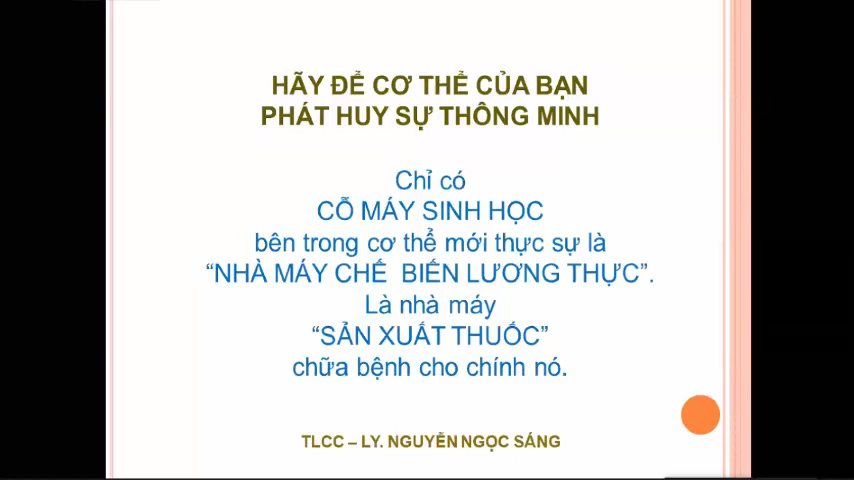 HÃY ĐỂ CƠ THỂ CỦA BẠN
PHÁT HUY SỰ THÔNG MINH
Chỉ có
CỖ MÁY SINH HỌC
bên trong cơ thể mới thực sự là
“NHÀ MÁY CHẾ BIẾN LƯƠNG THỰC”.
Là nhà máy
“SẢN XUẤT THUỐC”
chữa bệnh cho chính nó.
TLCC – LY. NGUYỄN NGỌC SÁNG